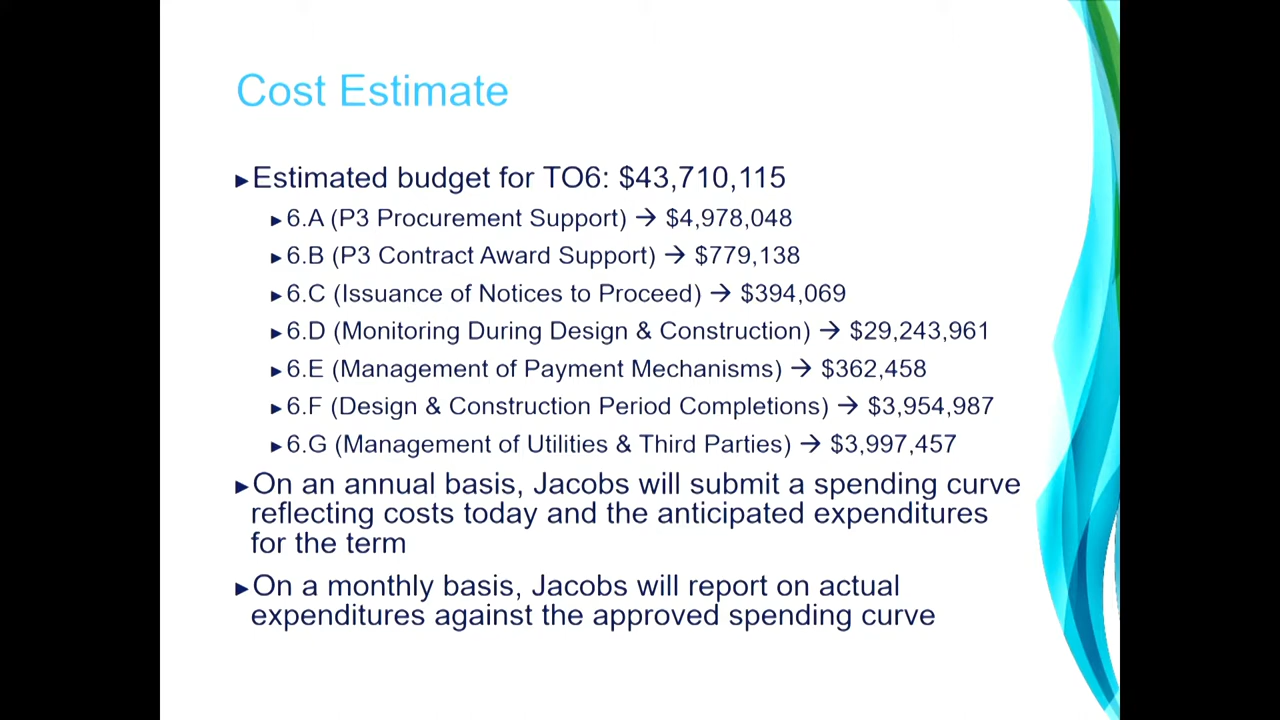 Cost Estimate
►Estimated budget for TO6: $43,710,115
►6.A (P3 Procurement Support) → $4,978,048
►6.B (P3 Contract Award Support) → $779,138
►6.C (Issuance of Notices to Proceed) → $394,069
►6.D (Monitoring During Design & Construction) → $29,243,961
►6.E (Management of Payment Mechanisms) → $362,458
►6.F (Design & Construction Period Completions) → $3,954,987
►6.G (Management of Utilities & Third Parties) → $3,997,457
►On an annual basis, Jacobs will submit a spending curve
reflecting costs today and the anticipated expenditures
for the term
►On a monthly basis, Jacobs will report on actual
expenditures against the approved spending curve